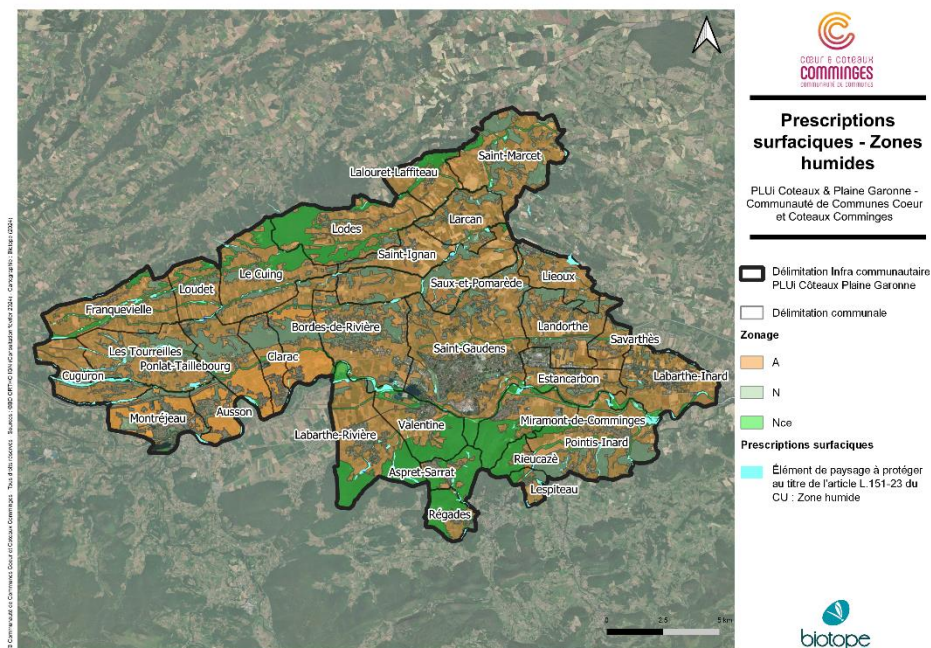 cœur & coteaux
COMMINGES
COMMUNAUTÉ DE COMMUNES
Prescriptions
surfaciques - Zones
humides
PLUi Coteaux & Plaine Garonne -
Communauté de Communes Coeur
et Coteaux Comminges
Délimitation Infra communautaire
PLUi Côteaux Plaine Garonne
Délimitation communale
Zonage
A
N
Nce
Prescriptions surfaciques
Élément de paysage à protéger
au titre de l'article L.151-23 du
CU : Zone humide
biotope
Saint-Marcet
Lalouret-Laffiteau
Larcan
Lodes
Saint-Ignan
Le Cuing
Lieoux
Saux-et-Pomarède
Loudet
Franquevielle
Bordes-de-Rivière
Landorthe
Savarthès
Les Tourreilles
Saint-Gaudens
Clarac
Ponlat-Taillebourg
Cuguron
Estancarbon
Labarthe-Inard
Ausson
Montréjeau
Valentine
Miramont-de-Comminges
Labarthe-Rivière
Pointis-Inard
Rieucazé
Aspret-Sarrat
Lespiteau
Régades
0 2.5 5 km